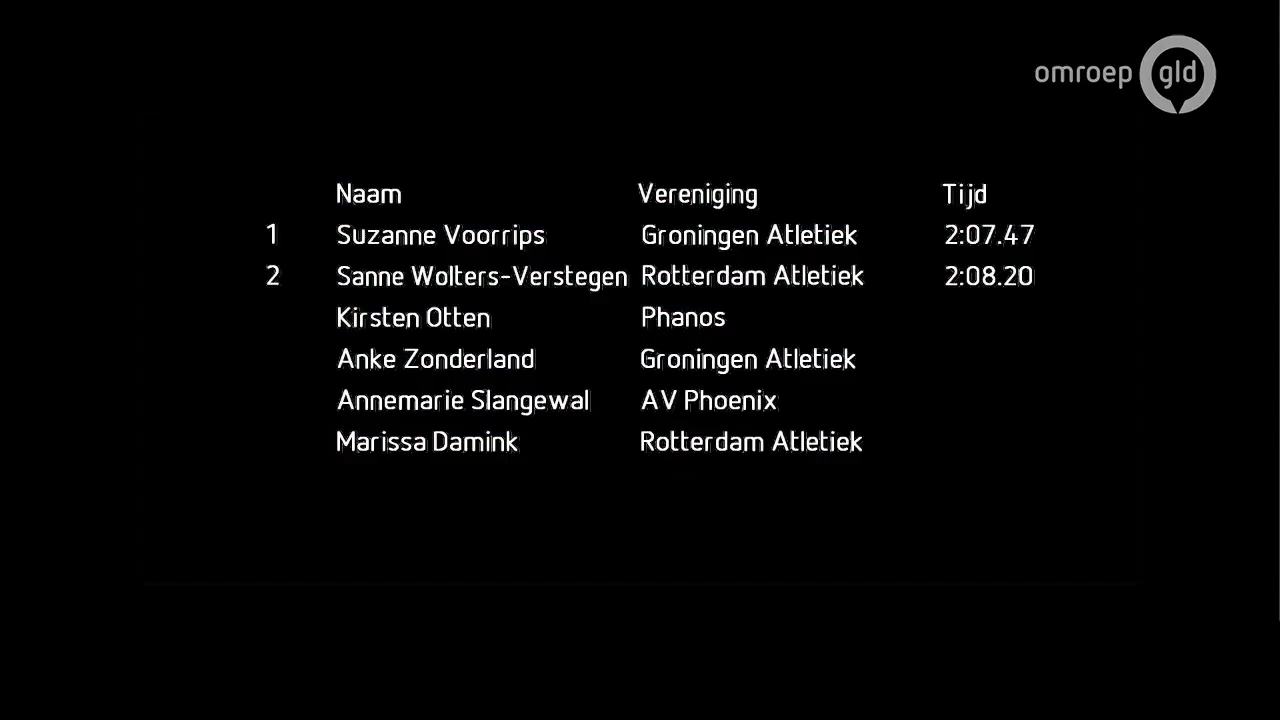 omroep gld
Naam Vereniging Tijd
1 Suzanne Voorrips Groningen Atletiek 2:07.47
2 Sanne Wolters-Verstegen Rotterdam Atletiek 2:08.20
Kirsten Otten Phanos
Anke Zonderland Groningen Atletiek
Annemarie Slangewal AV Phoenix
Marissa Damink Rotterdam Atletiek